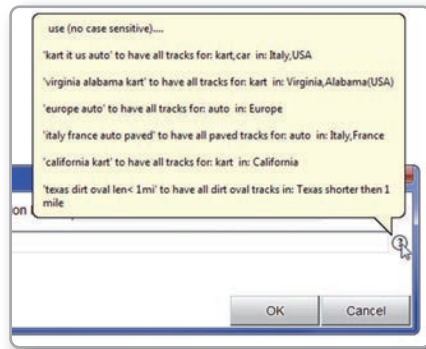 use (no case sensitive)....
'kart it us auto' to have all tracks for: kart,car in: Italy,USA
'virginia alabama kart' to have all tracks for: kart in: Virginia,Alabama(USA)
'europe auto' to have all tracks for: auto in: Europe
'italy france auto paved' to have all paved tracks for: auto in: Italy,France
'california kart' to have all tracks for: kart in: California
'texas dirt oval len< 1mi' to have all dirt oval tracks in: Texas shorter then 1
mile
on
OK Cancel